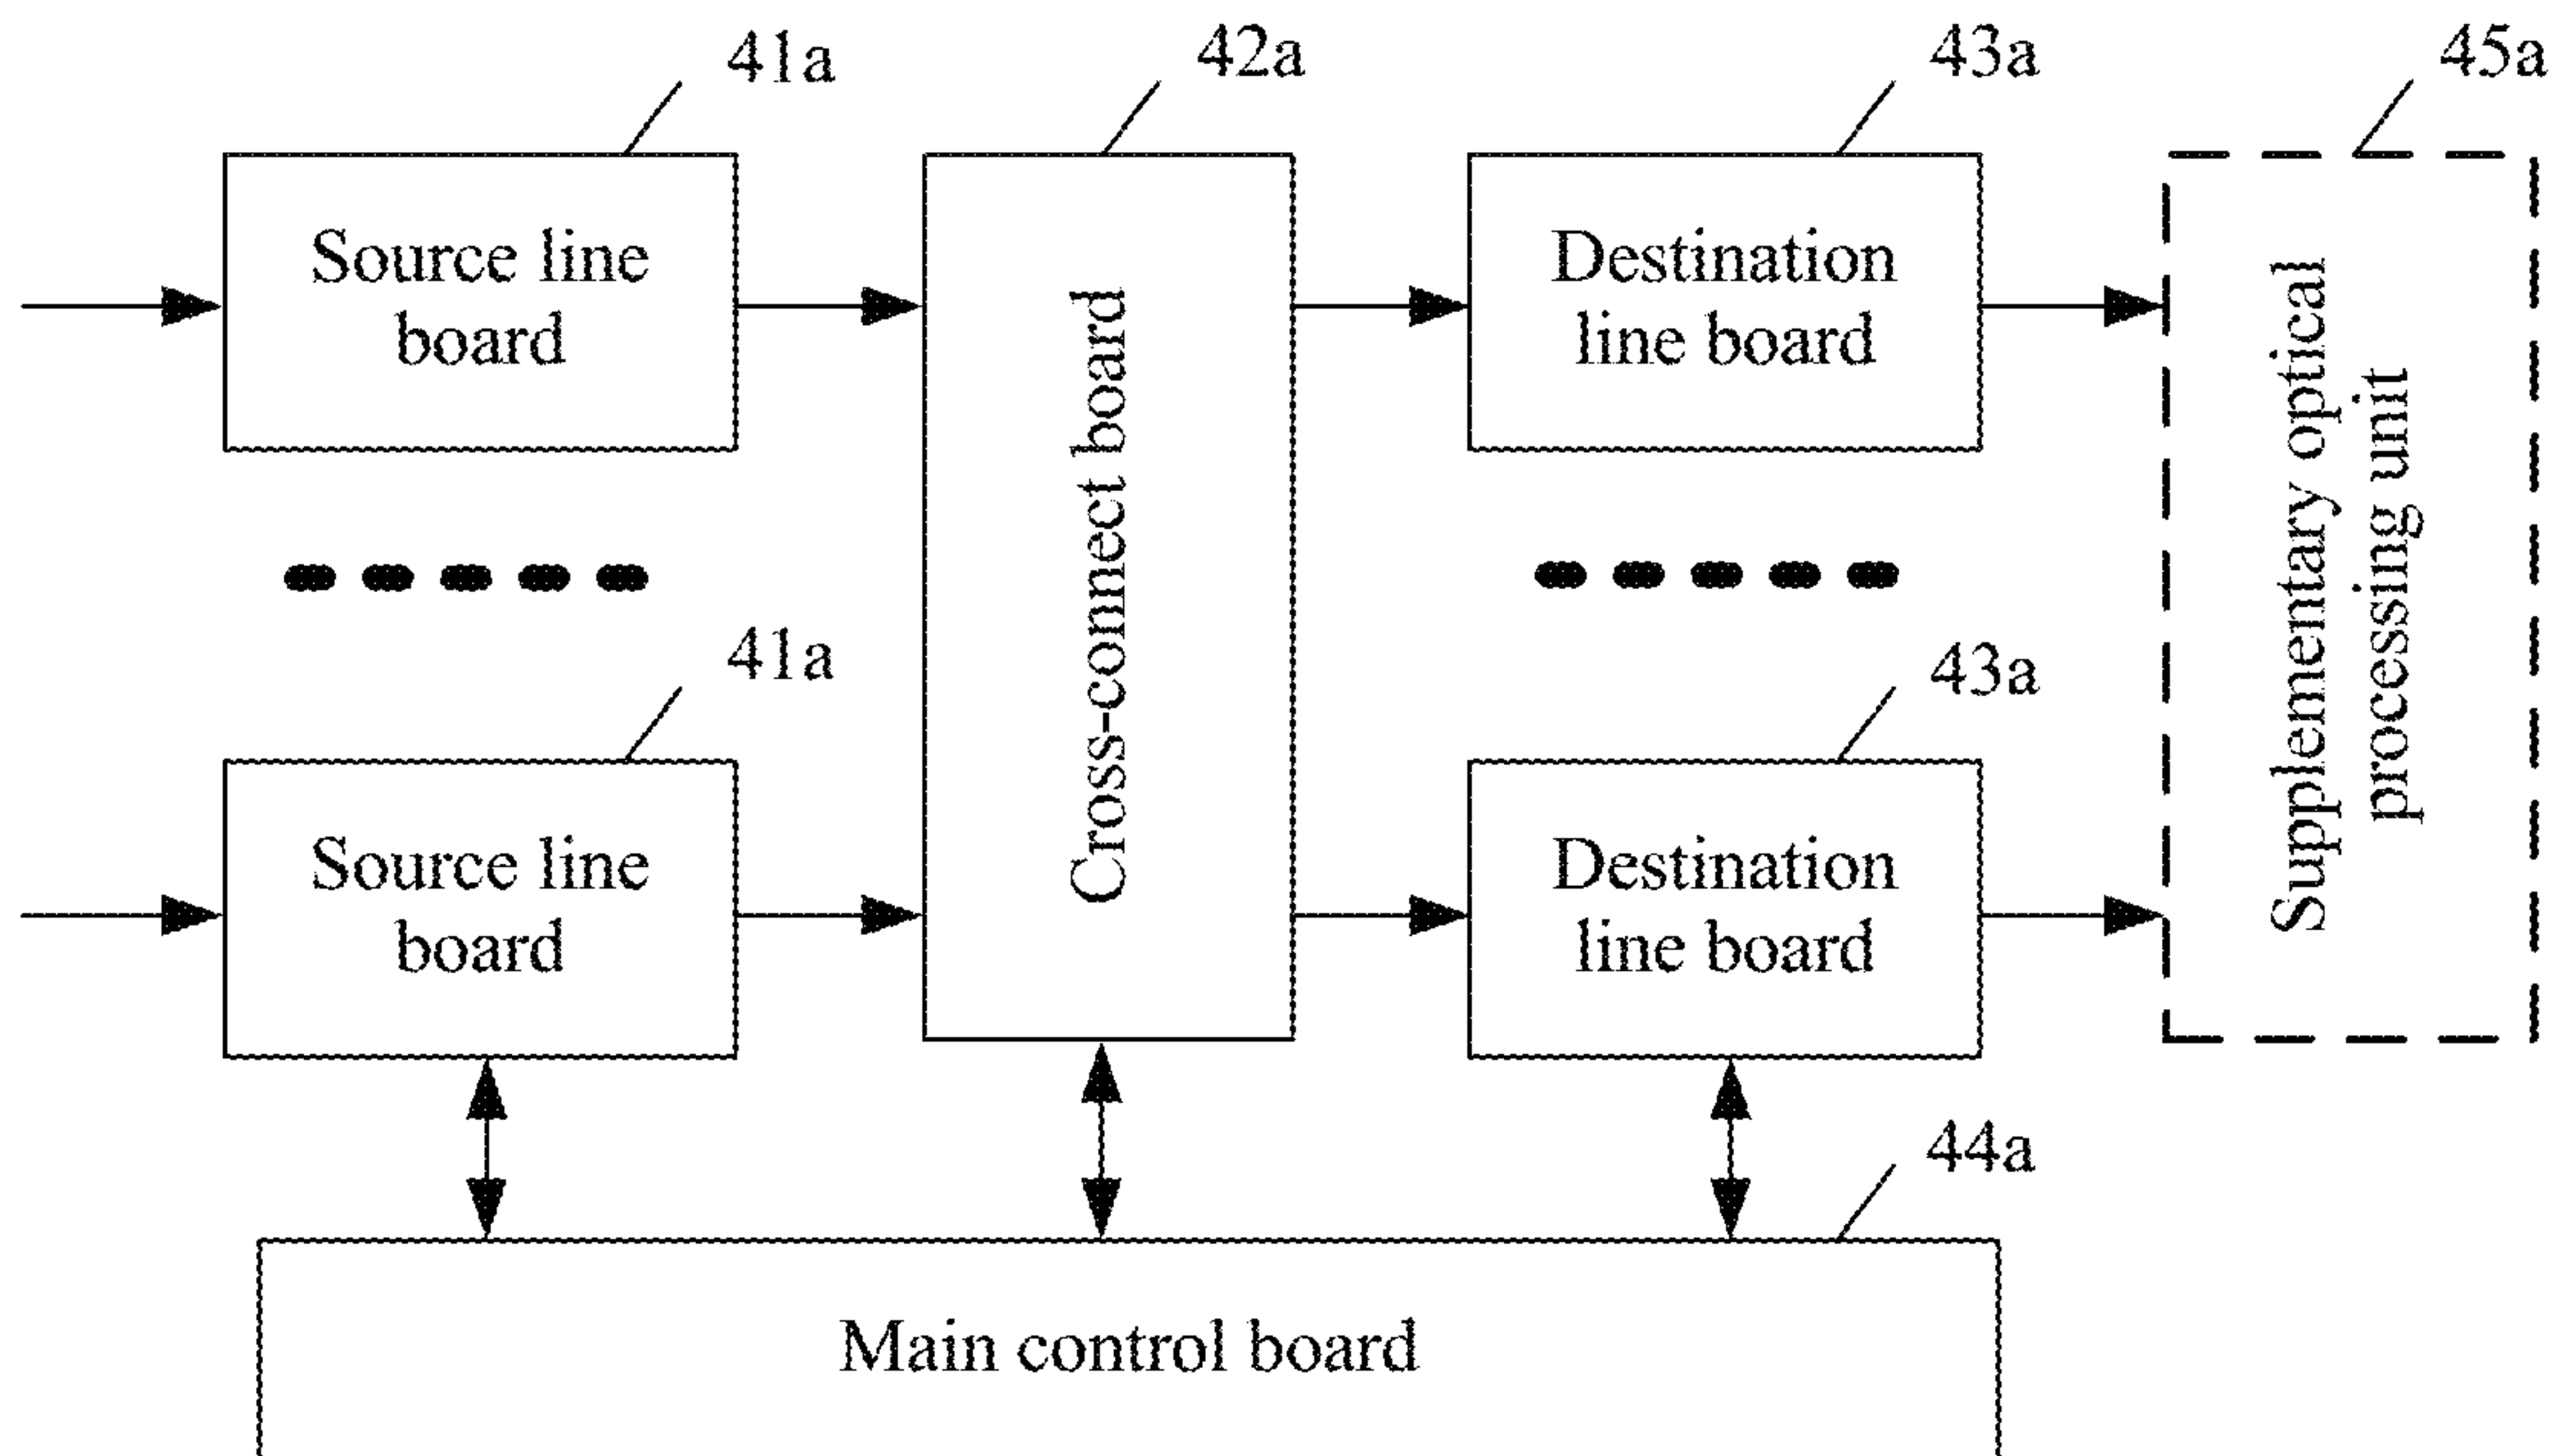 41a
42a
43a
45a
Source line
board
Cross-connect board
Destination
line board
Supplementary optical
processing unit
41a
43a
Source line
board
Destination
line board
44a
Main control board